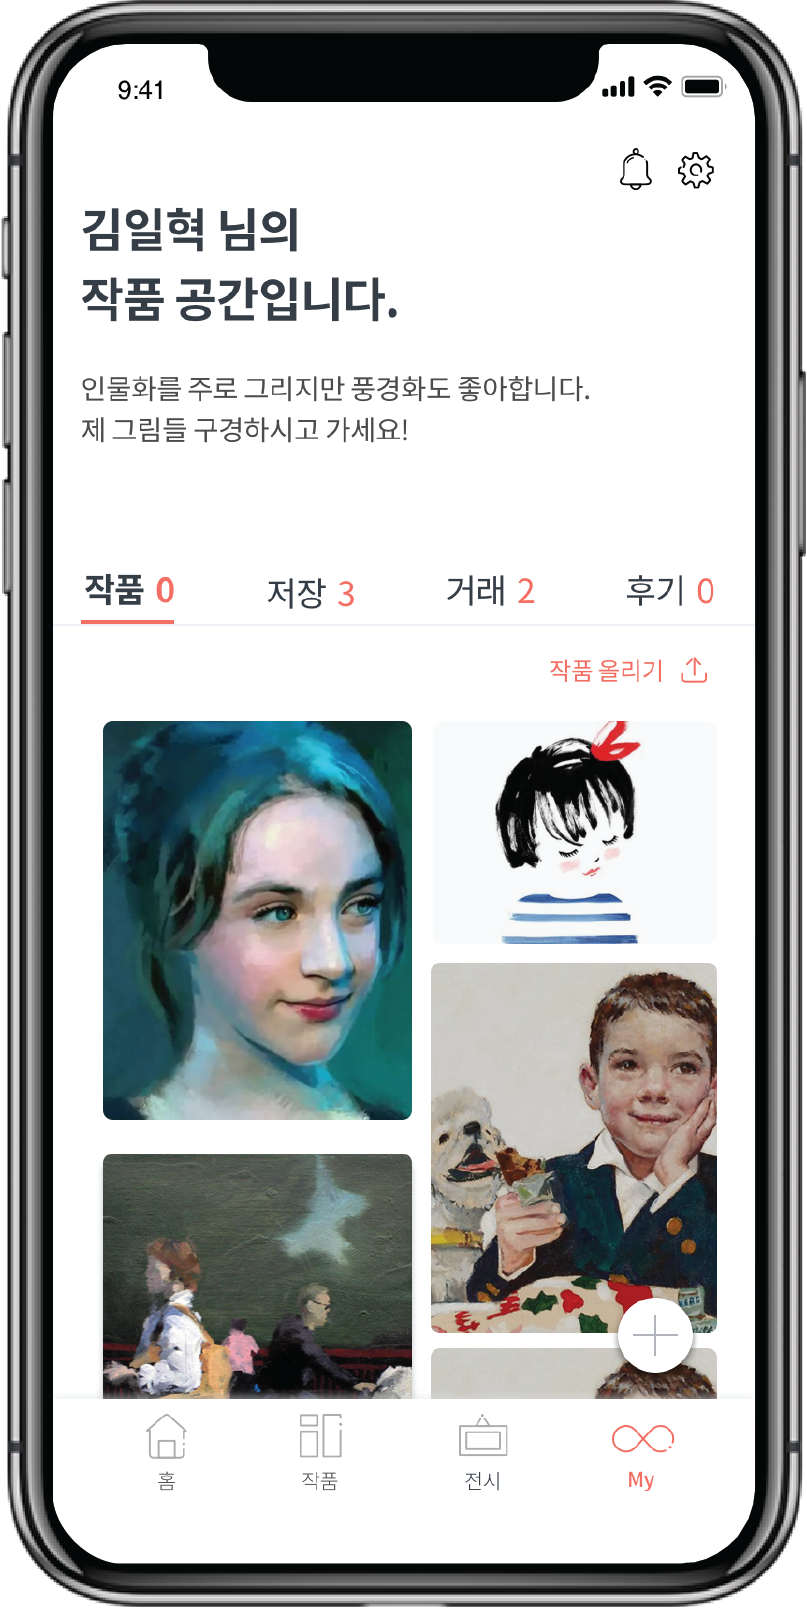 9:41
김일혁 님의
작품 공간입니다.
인물화를 주로 그리지만 풍경화도 좋아합니다.
제 그림들 구경하시고 가세요!
작품 0 저장 3 거래 2 후기 0
작품 올리기
홈 작품 전시 My